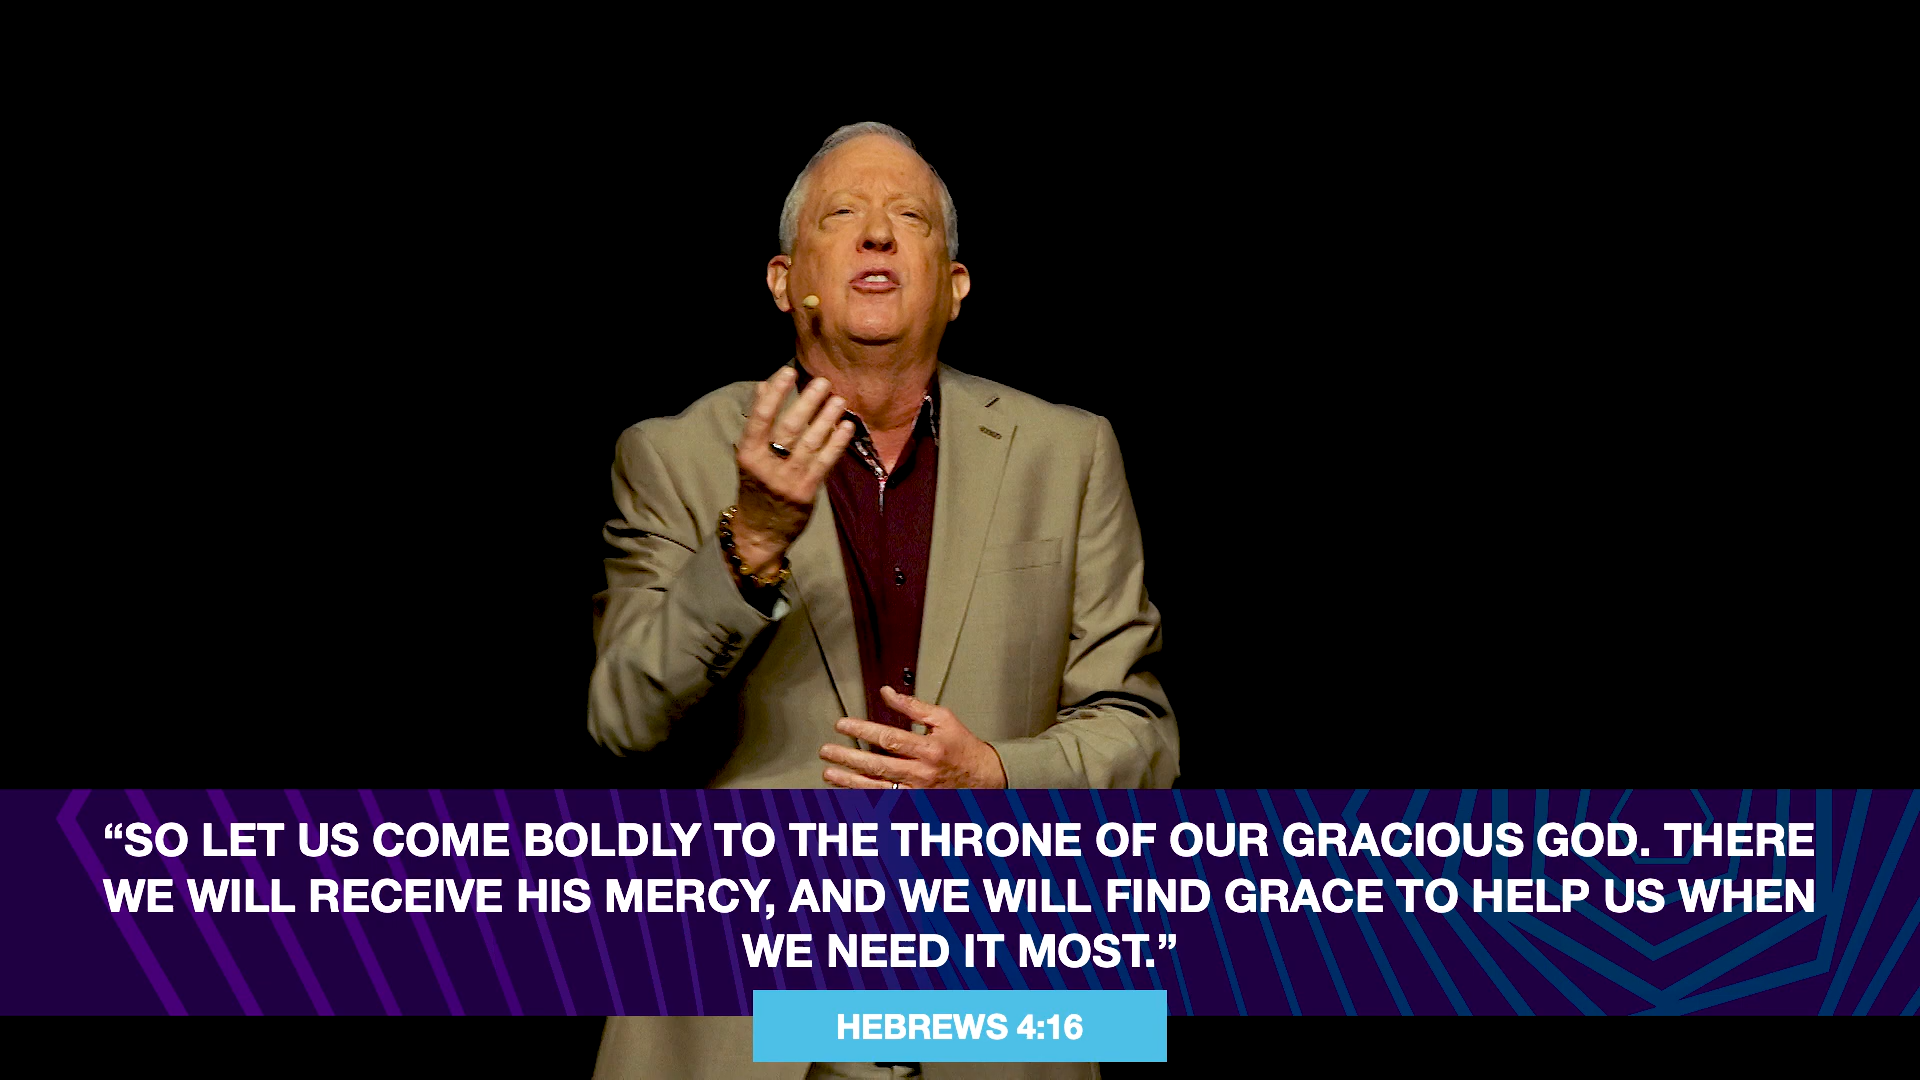 “SO LET US COME BOLDLY TO THE THRONE OF OUR GRACIOUS GOD. THERE
WE WILL RECEIVE HIS MERCY, AND WE WILL FIND GRACE TO HELP US WHEN
WE NEED IT MOST.”
HEBREWS 4:16